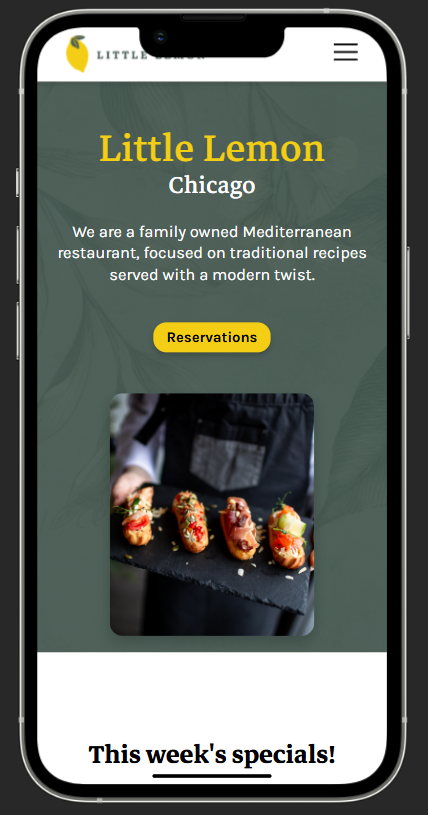 LITTLE
Little Lemon
Chicago
We are a family owned Mediterranean
restaurant, focused on traditional recipes
served with a modern twist.
Reservations
This week's specials!